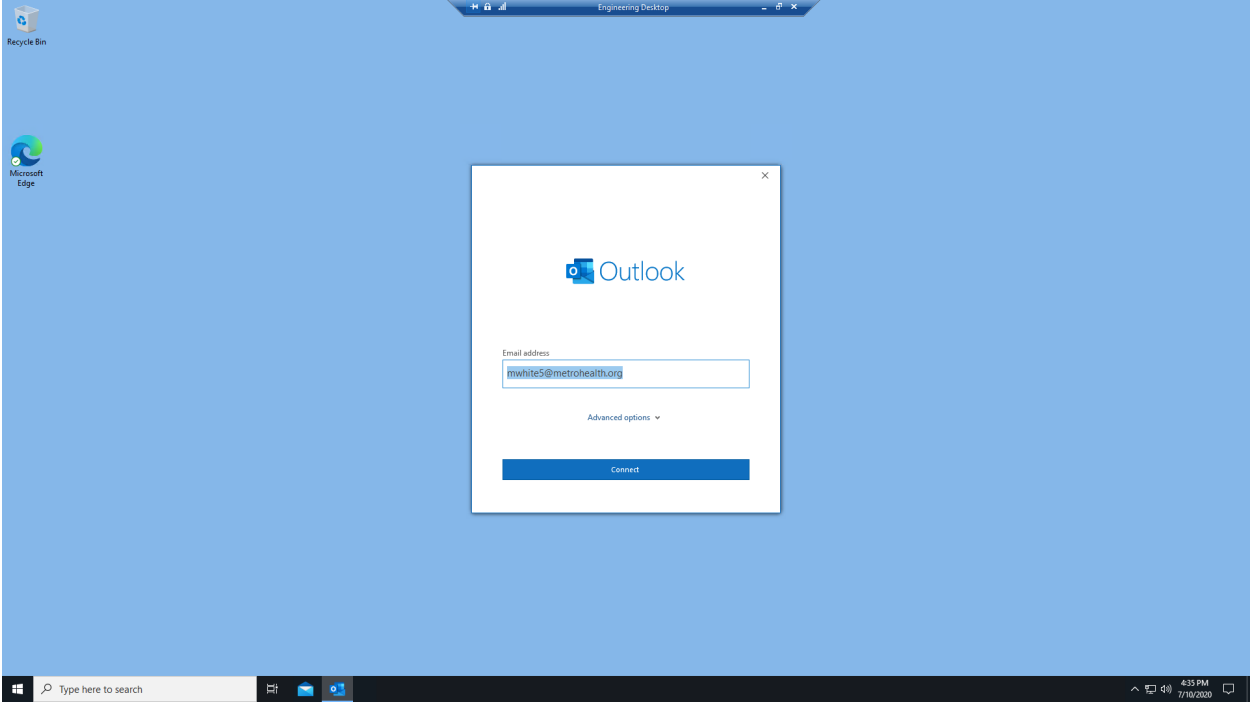 Engineering Desktop
Recycle Bin
Microsoft
Edge
Outlook
Email address
mwhite5@metrohealth.org
Advanced options
Connect
Type here to search
4:35 PM
7/10/2020